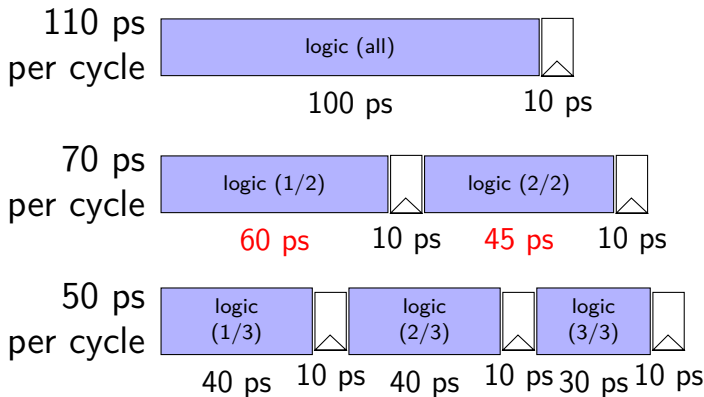 110 ps
per cycle
logic (all)
100 ps
10 ps
70 ps
per cycle
logic (1/2)
logic (2/2)
60 ps
10 ps
45 ps
10 ps
50 ps
per cycle
logic
(1/3)
logic
(2/3)
logic
(3/3)
40 ps
10 ps
40 ps
10 ps
30 ps
10 ps